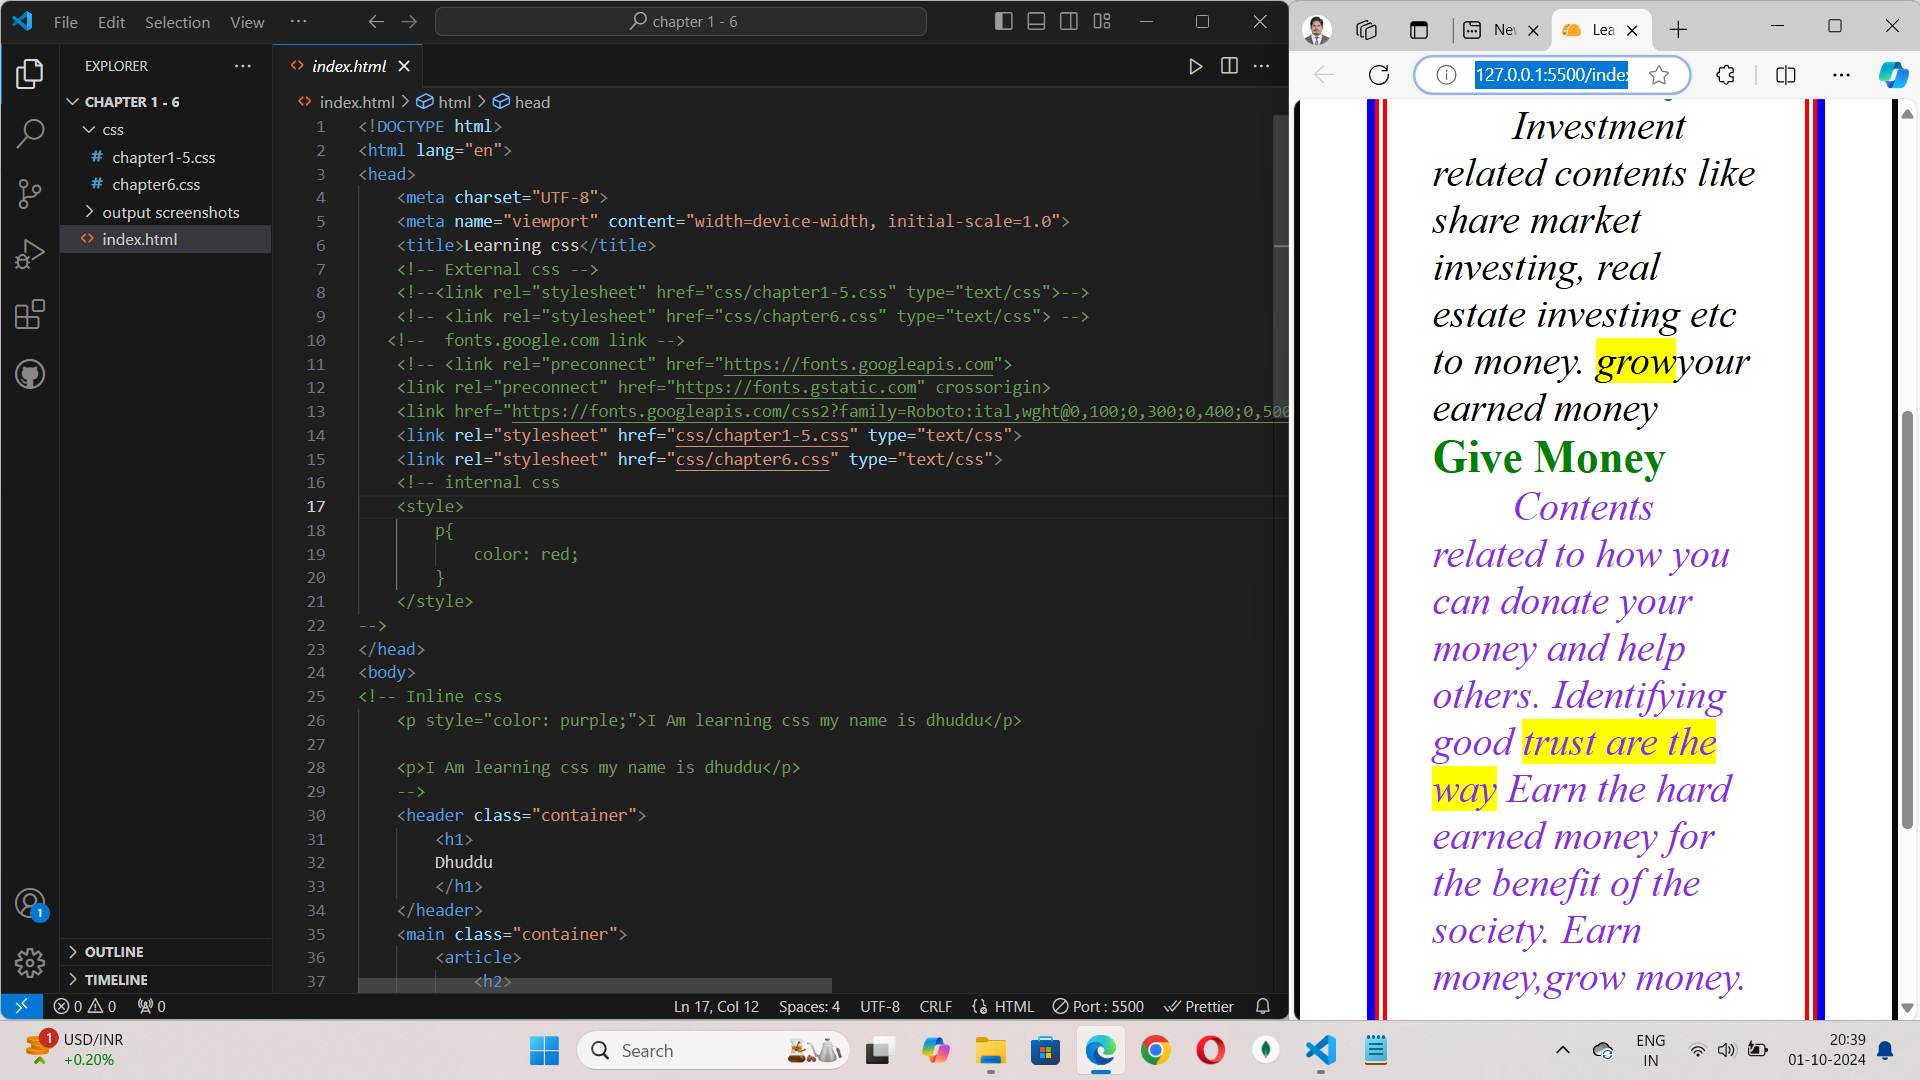 File Edit Selection View ... chapter 1 - 6
EXPLORER
CHAPTER 1 - 6
css
# chapter1-5.css
# chapter6.css
output screenshots
index.html
OUTLINE
TIMELINE
index.html
index.html > html > head
1 <!DOCTYPE html>
2 <html lang="en">
3 <head>
4 <meta charset="UTF-8">
5 <meta name="viewport" content="width=device-width, initial-scale=1.0">
6 <title>Learning css</title>
7 <!-- External css -->
8 <!--<link rel="stylesheet" href="css/chapter1-5.css" type="text/css">-->
9 <!-- <link rel="stylesheet" href="css/chapter6.css" type="text/css"> -->
10 <!-- fonts.google.com link -->
11 <!-- <link rel="preconnect" href="https://fonts.googleapis.com">
12 <link rel="preconnect" href="https://fonts.gstatic.com" crossorigin>
13 <link href="https://fonts.googleapis.com/css2?family=Roboto:ital,wght@0,100;0,300;0,400;0,500
14 <link rel="stylesheet" href="css/chapter1-5.css" type="text/css">
15 <link rel="stylesheet" href="css/chapter6.css" type="text/css">
16 <!-- internal css
17 <style>
18 p{
19 color: red;
20 }
21 </style>
22 -->
23 </head>
24 <body>
25 <!-- Inline css
26 <p style="color: purple;">I Am learning css my name is dhuddu</p>
27
28 <p>I Am learning css my name is dhuddu</p>
29 -->
30 <header class="container">
31 <h1>
32 Dhuddu
33 </h1>
34 </header>
35 <main class="container">
36 <article>
37 <h2>
1
0 0 0 Ln 17, Col 12 Spaces: 4 UTF-8 CRLF HTML Port : 5500 Prettier
Nev Lea
127.0.0.1:5500/index
Investment
related contents like
share market
investing, real
estate investing etc
to money. growyour
earned money
Give Money
Contents
related to how you
can donate your
money and help
others. Identifying
good trust are the
way Earn the hard
earned money for
the benefit of the
society. Earn
money,grow money.
1 USD/INR
+0.20%
Search
ENG
IN
20:39
01-10-2024